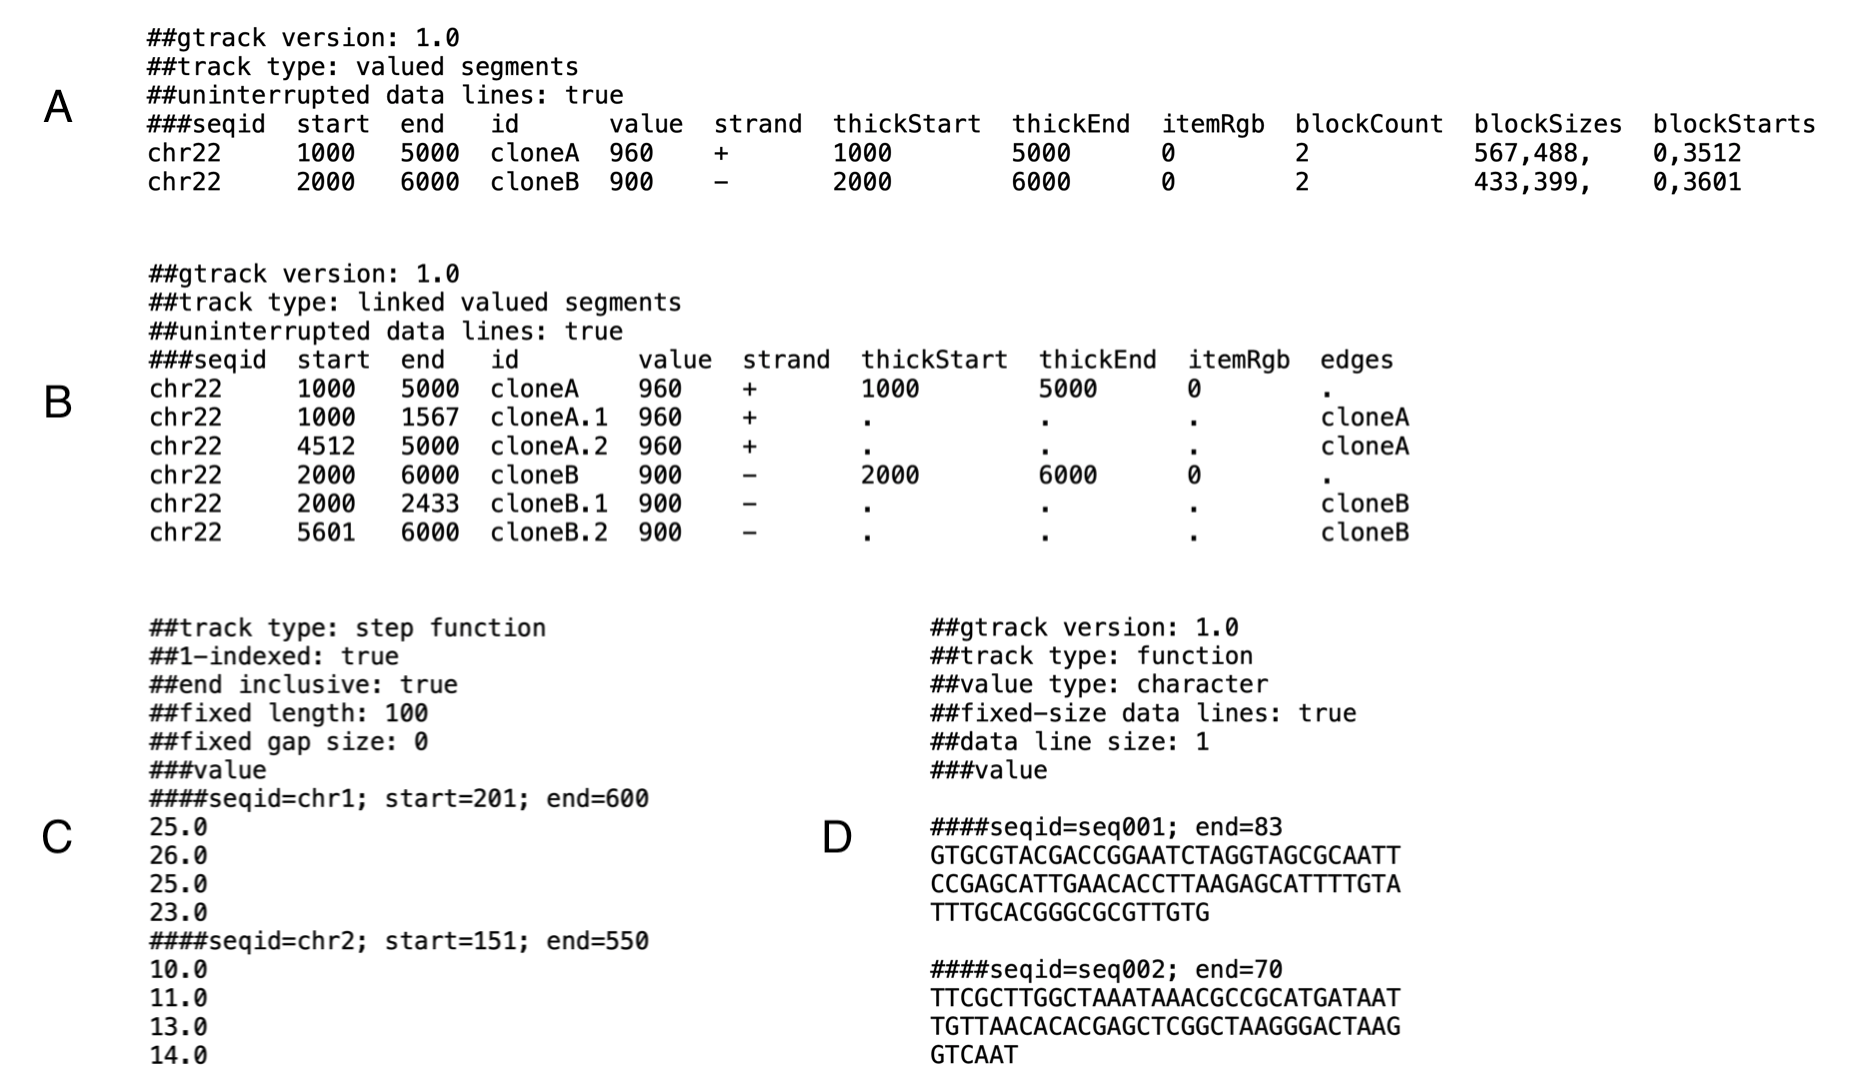 A
##gtrack version: 1.0
##track type: valued segments
##uninterrupted data lines: true
###seqid start end id value strand thickStart thickEnd itemRgb blockCount blockSizes blockStarts
chr22 1000 5000 cloneA 960 + 1000 5000 0 2 567,488, 0,3512
chr22 2000 6000 cloneB 900 – 2000 6000 0 2 433,399, 0,3601
B
##gtrack version: 1.0
##track type: linked valued segments
##uninterrupted data lines: true
###seqid start end id value strand thickStart thickEnd itemRgb edges
chr22 1000 5000 cloneA 960 + 1000 5000 0 .
chr22 1000 1567 cloneA.1 960 + . . . cloneA
chr22 4512 5000 cloneA.2 960 + . . . cloneA
chr22 2000 6000 cloneB 900 – 2000 6000 0 .
chr22 2000 2433 cloneB.1 900 – . . . cloneB
chr22 5601 6000 cloneB.2 900 – . . . cloneB
C
##track type: step function
##1–indexed: true
##end inclusive: true
##fixed length: 100
##fixed gap size: 0
###value
####seqid=chr1; start=201; end=600
25.0
26.0
25.0
23.0
####seqid=chr2; start=151; end=550
10.0
11.0
13.0
14.0
D
##gtrack version: 1.0
##track type: function
##value type: character
##fixed–size data lines: true
##data line size: 1
###value
####seqid=seq001; end=83
GTGCGTACGACCGGAATCTAGGTAGCGCAATT
CCGAGCATTGAACACCTTAAGAGCATTTTGTA
TTTGCACGGGCGCGTTGTG
####seqid=seq002; end=70
TTCGCTTGGCTAAATAAACGCCGCATGATAAT
TGTTAACACACGAGCTCGGCTAAGGGACTAAG
GTCAAT